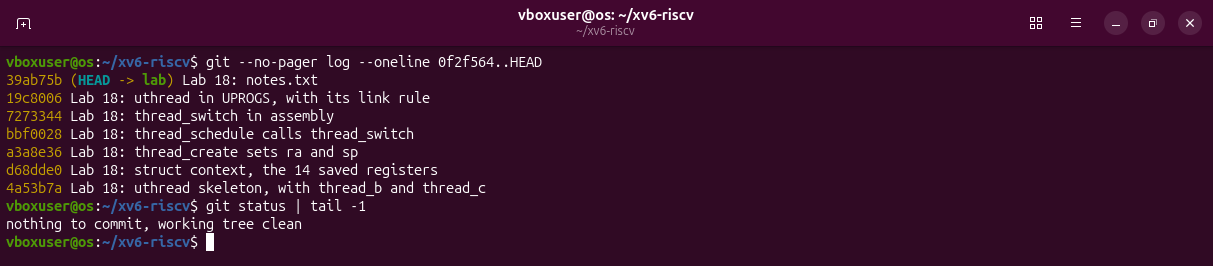 vboxuser@os: ~/xv6-riscv
~/xv6-riscv
vboxuser@os:~/xv6-riscv$ git --no-pager log --oneline 0f2f564..HEAD
39ab75b (HEAD -> lab) Lab 18: notes.txt
19c8006 Lab 18: uthread in UPROGS, with its link rule
7273344 Lab 18: thread_switch in assembly
bbf0028 Lab 18: thread_schedule calls thread_switch
a3a8e36 Lab 18: thread_create sets ra and sp
d68dde0 Lab 18: struct context, the 14 saved registers
4a53b7a Lab 18: uthread skeleton, with thread_b and thread_c
vboxuser@os:~/xv6-riscv$ git status | tail -1
nothing to commit, working tree clean
vboxuser@os:~/xv6-riscv$